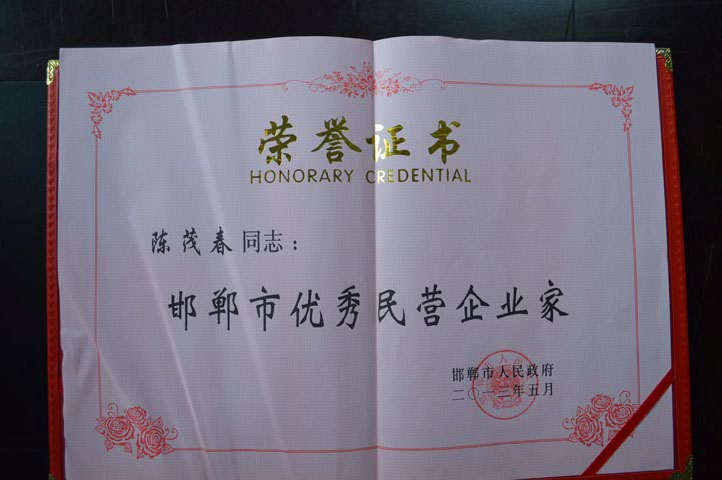 荣誉证书
HONORARY CREDENTIAL
陈茂春同志：
邯郸市优秀民营企业家
邯郸市人民政府
二〇一三年五月